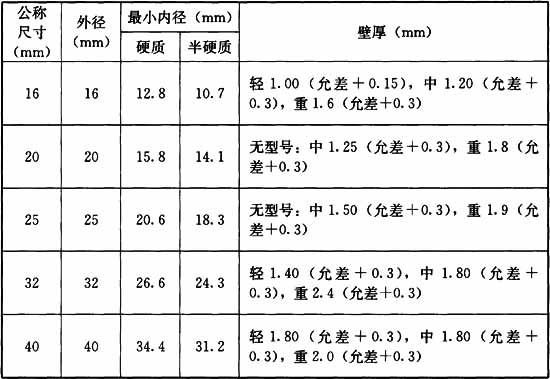 公称 外径 最小内径（mm） 壁厚（mm）
尺寸 （mm） 硬质 半硬质
（mm）
16 16 12.8 10.7 轻1.00（允差＋0.15），中1.20（允差＋
0.3），重1.6（允差＋0.3）
20 20 15.8 14.1 无型号：中1.25（允差＋0.3），重1.8（允
差＋0.3）
25 25 20.6 18.3 无型号：中1.50（允差＋0.3），重1.9（允
差＋0.3）
32 32 26.6 24.3 轻1.40（允差＋0.3），中1.80（允差＋
0.3），重2.4（允差＋0.3）
40 40 34.4 31.2 轻1.80（允差＋0.3），中1.80（允差＋
0.3），重2.0（允差＋0.3）